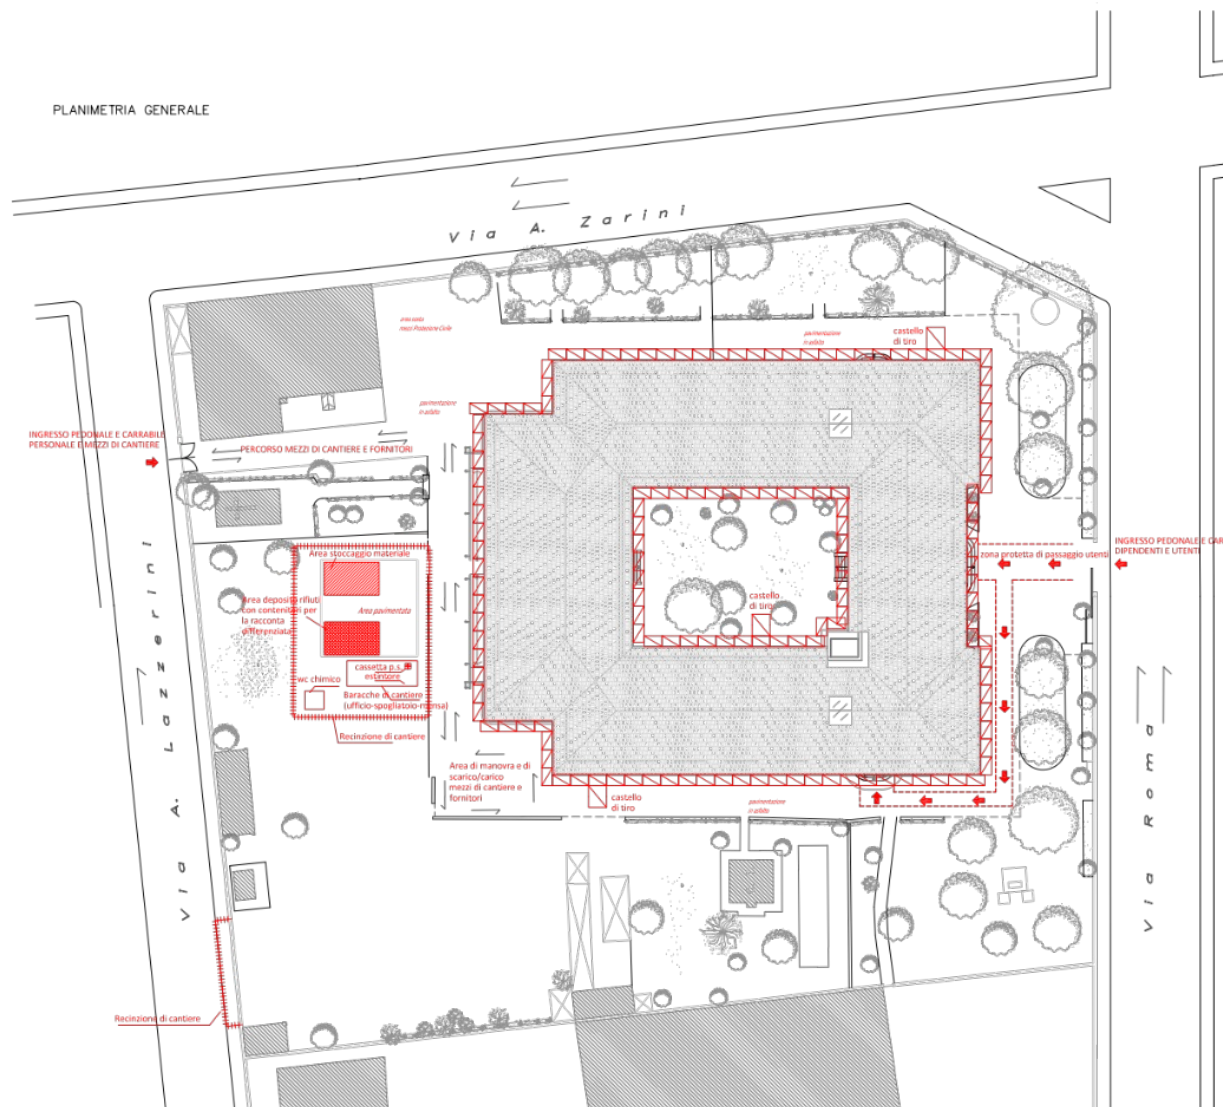 PLANIMETRIA GENERALE
Via A. Zarini
area sosta
mezzi Protezione Civile
pavimentazione
in asfalto
castello
di tiro
pavimentazione
in asfalto
INGRESSO PEDONALE E CARRABILE
PERSONALE E MEZZI DI CANTIERE
PERCORSO MEZZI DI CANTIERE E FORNITORI
INGRESSO PEDONALE E CAR
DIPENDENTI E UTENTI
zona protetta di passaggio utenti
Area stoccaggio materiale
Area deposito rifiuti
con contenitori per
la racconta
differenziata
Area pavimentata
castello
di tiro
cassetta p.s.
estintore
wc chimico
Baracche di cantiere
(ufficio-spogliatoio-mensa)
Recinzione di cantiere
Area di manovra e di
scarico/carico
mezzi di cantiere e
fornitori
castello
di tiro
pavimentazione
in asfalto
Via A. Lazzerini
Via Roma
Recinzione di cantiere